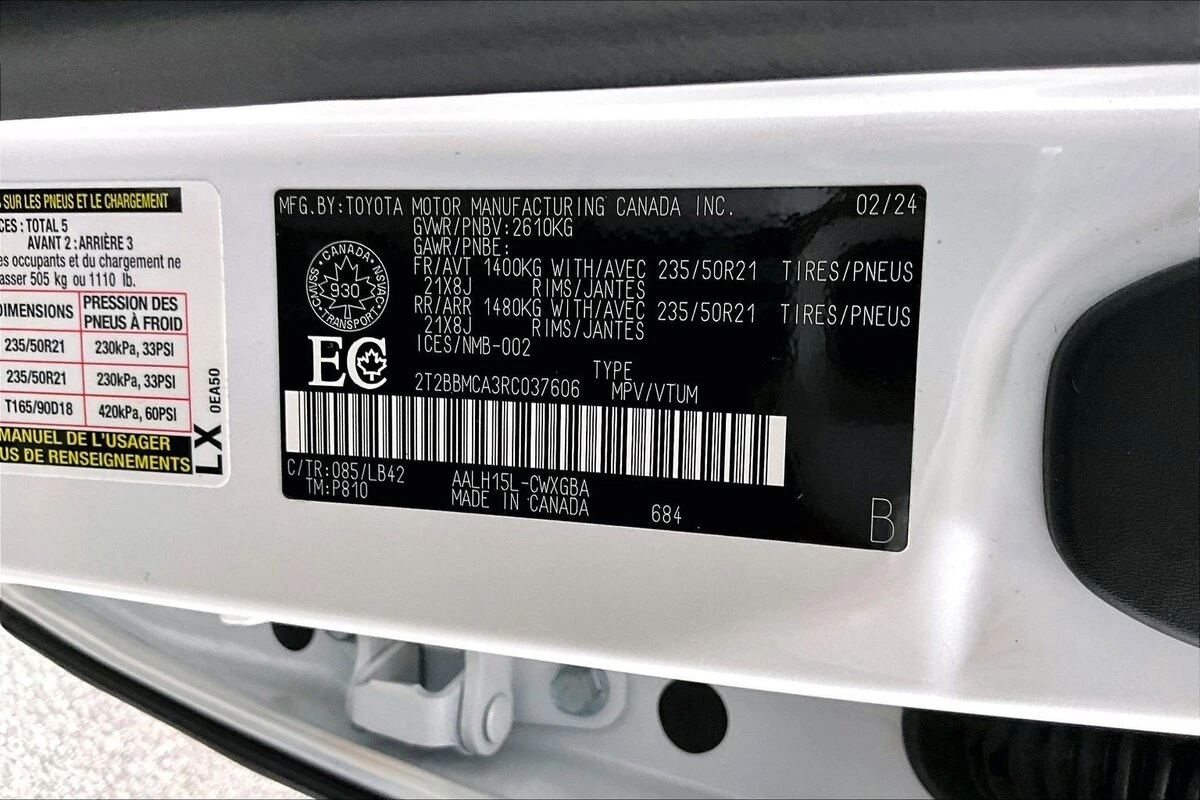 SUR LES PNEUS ET LE CHARGEMENT
CES : TOTAL 5
AVANT 2 : ARRIÈRE 3
es occupants et du chargement ne
asser 505 kg ou 1110 lb.
DIMENSIONS PRESSION DES
PNEUS À FROID
235/50R21 230kPa, 33PSI
235/50R21 230kPa, 33PSI
T165/90D18 420kPa, 60PSI
MANUEL DE L'USAGER
US DE RENSEIGNEMENTS
LX 0EA50
MFG.BY:TOYOTA MOTOR MANUFACTURING CANADA INC. 02/24
GVWR/PNBV:2610KG
GAWR/PNBE:
FR/AVT 1400KG WITH/AVEC 235/50R21 TIRES/PNEUS
21X8J RIMS/JANTES
RR/ARR 1480KG WITH/AVEC 235/50R21 TIRES/PNEUS
21X8J RIMS/JANTES
ICES/NMB-002
CANADA
CMVSS NSVAC
930
TRANSPORT
EC
TYPE
2T2BBMCA3RC037606 MPV/VTUM
C/TR:085/LB42 AALH15L-CWXGBA
TM:P810 MADE IN CANADA 684
B